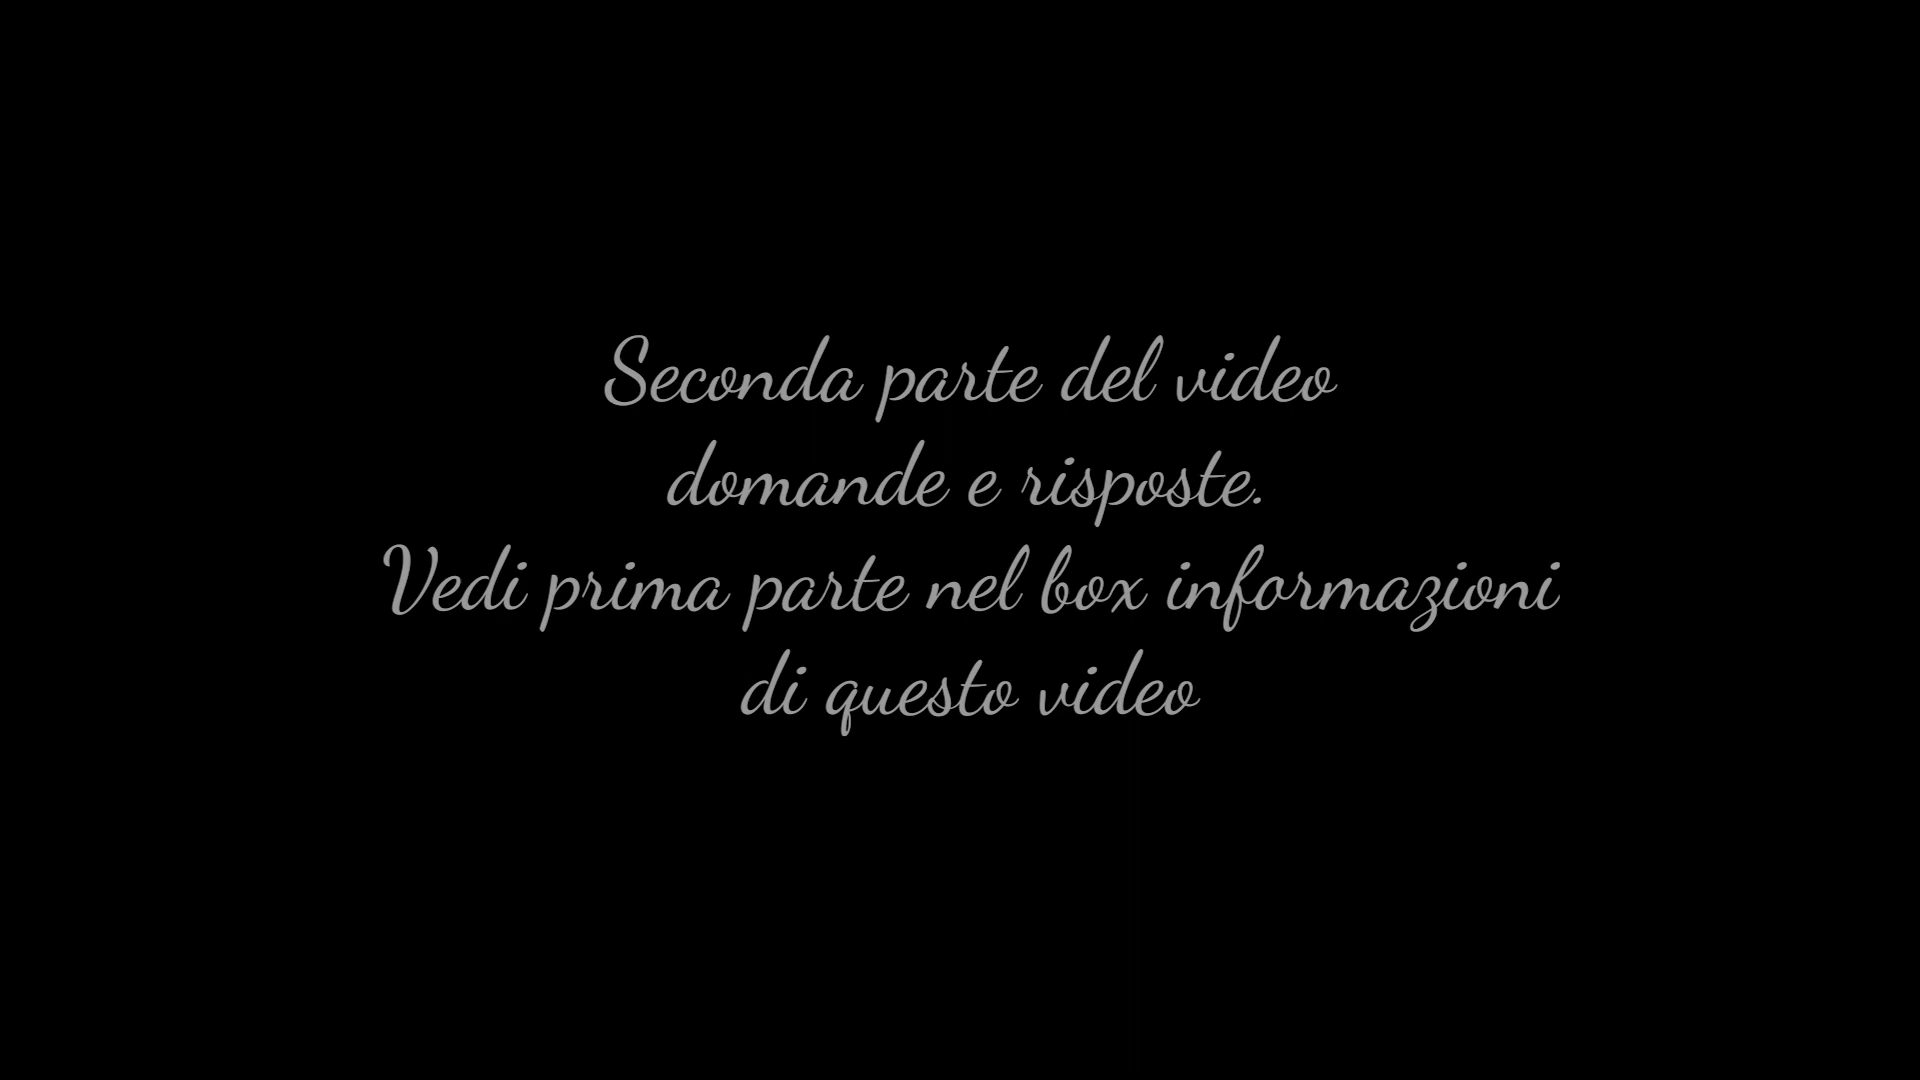 Seconda parte del video
domande e risposte.
Vedi prima parte nel box informazioni
di questo video